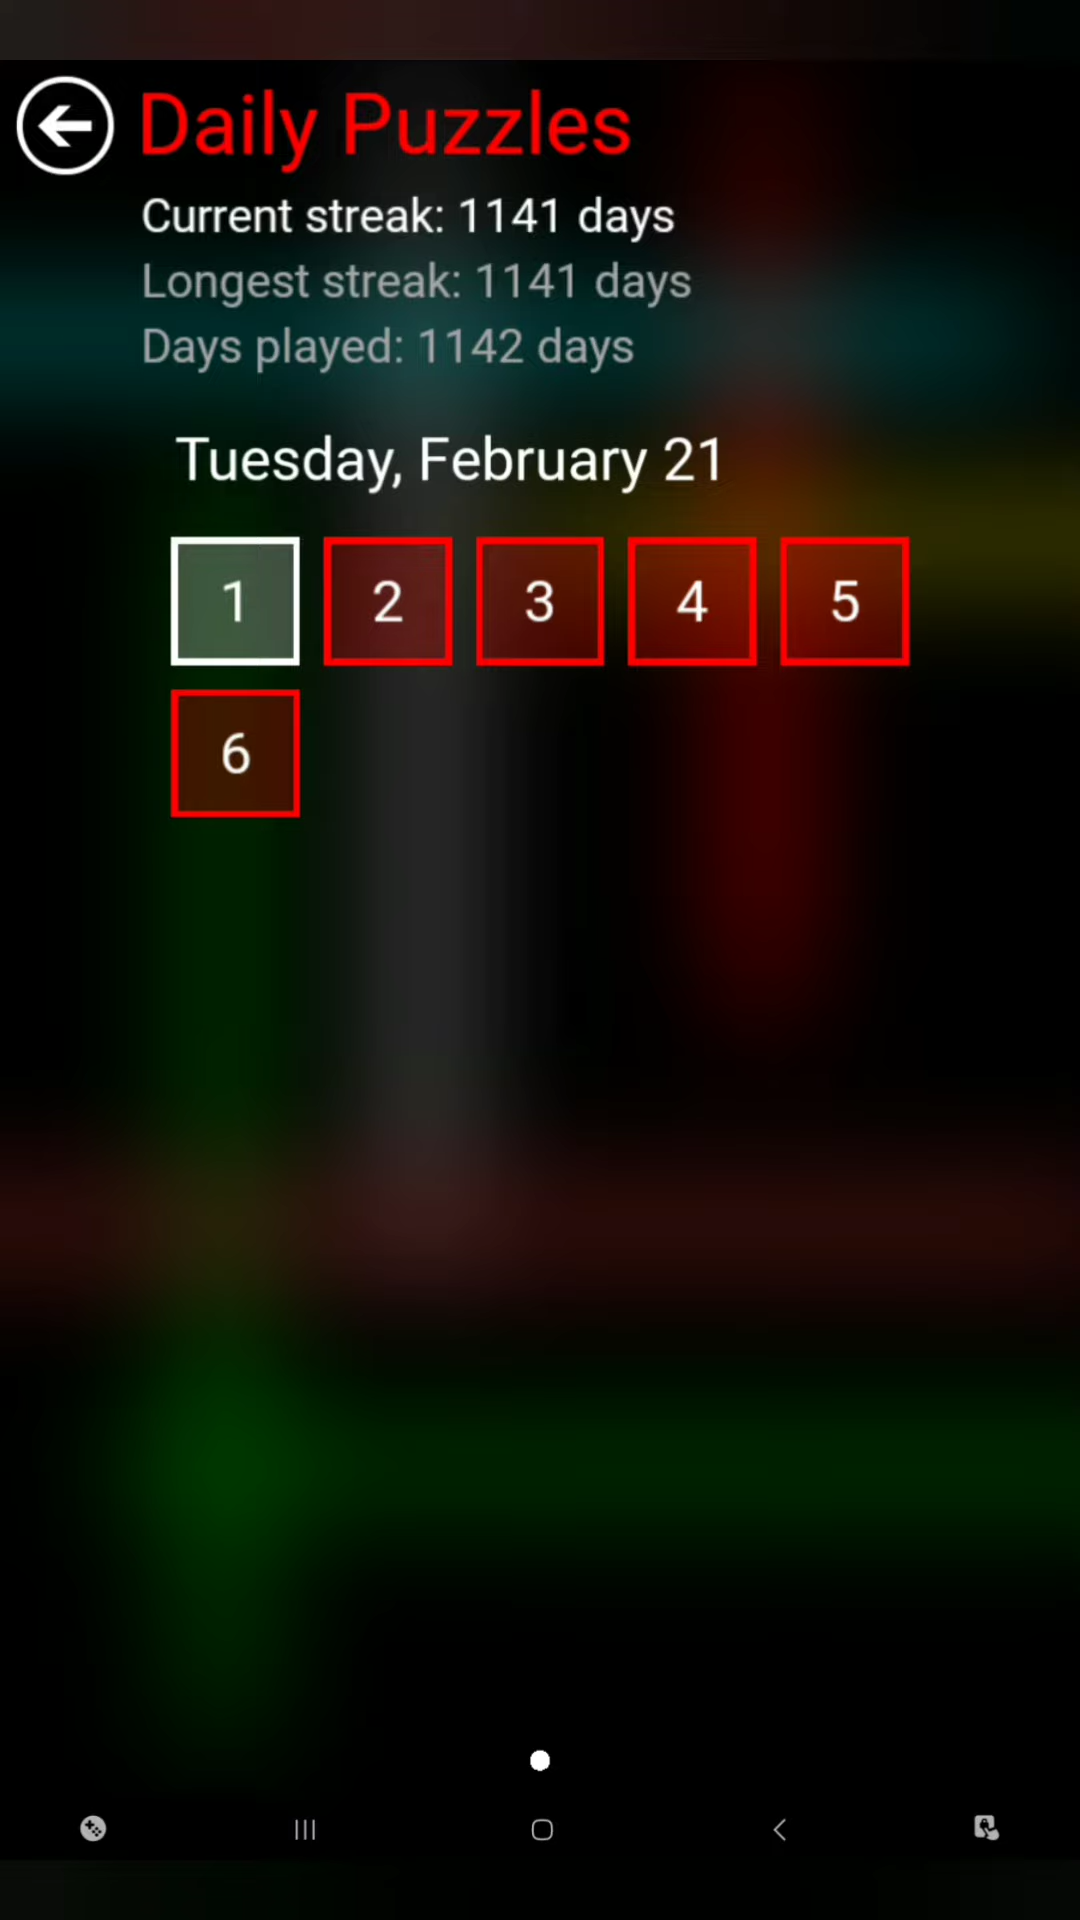 Daily Puzzles
Current streak: 1141 days
Longest streak: 1141 days
Days played: 1142 days
Tuesday, February 21
1 2 3 4 5
6